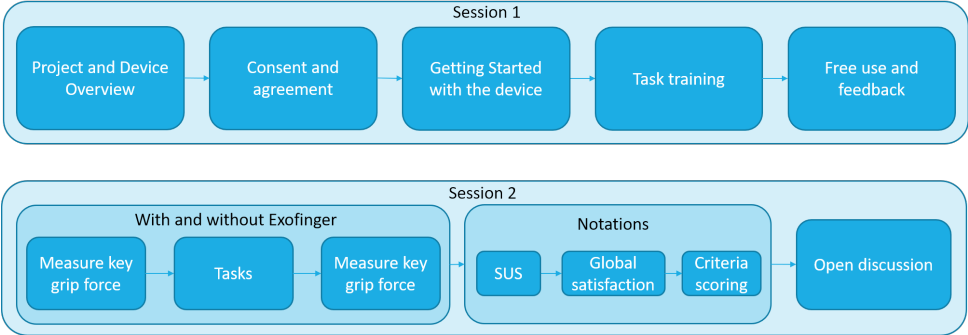 Session 1
Project and Device
Overview
Consent and
agreement
Getting Started
with the device
Task training
Free use and
feedback
Session 2
With and without Exofinger
Measure key
grip force
Tasks
Measure key
grip force
Notations
SUS
Global
satisfaction
Criteria
scoring
Open discussion